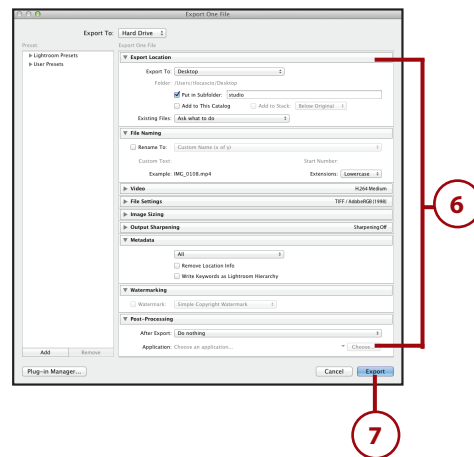 Export One File
Export To: Hard Drive
Preset: Export One File
Lightroom Presets
User Presets
Export Location
Export To: Desktop
Folder: /Users/tlocascio/Desktop
Put in Subfolder: studio
Add to This Catalog Add to Stack: Below Original
Existing Files: Ask what to do
File Naming
Rename To: Custom Name (x of y)
Custom Text: Start Number:
Example: IMG_0108.mp4 Extensions: Lowercase
Video H.264 Medium
File Settings TIFF / AdobeRGB (1998)
Image Sizing
Output Sharpening Sharpening Off
Metadata
All
Remove Location Info
Write Keywords as Lightroom Hierarchy
Watermarking
Watermark: Simple Copyright Watermark
Post-Processing
After Export: Do nothing
Application: Choose an application... Choose...
Add Remove
Plug-in Manager... Cancel Export
6
7